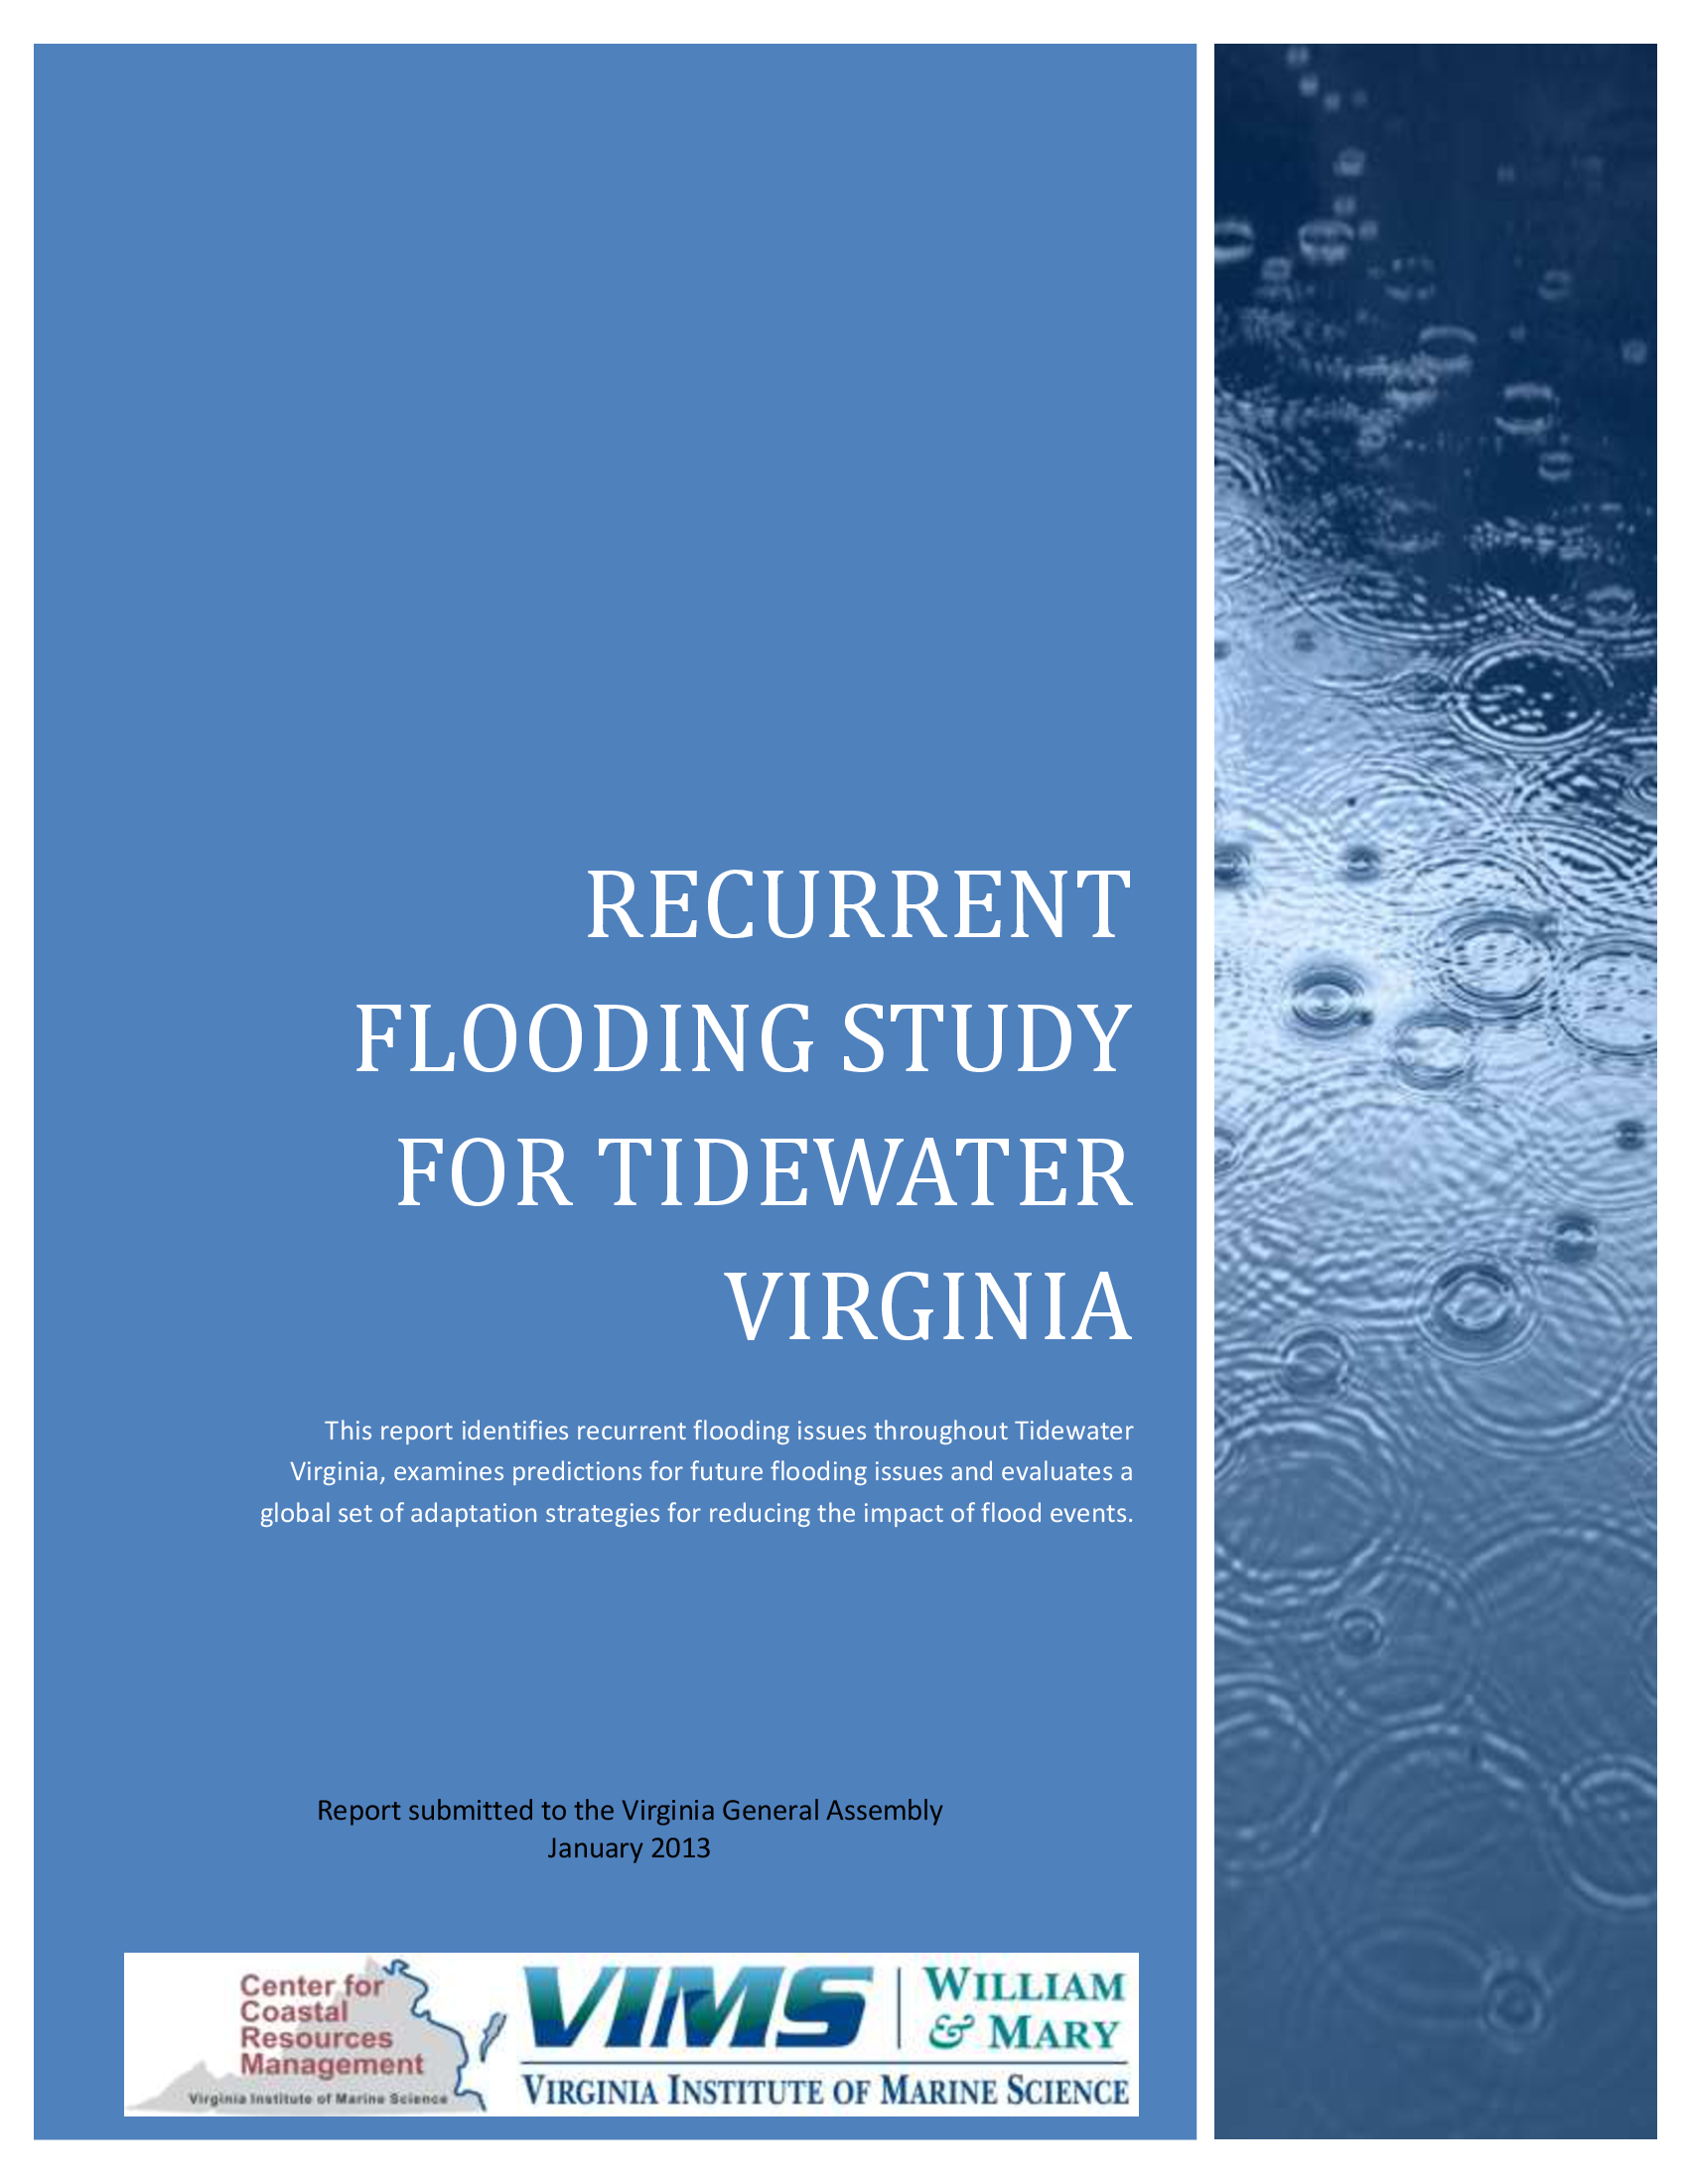 RECURRENT
FLOODING STUDY
FOR TIDEWATER
VIRGINIA
This report identifies recurrent flooding issues throughout Tidewater
Virginia, examines predictions for future flooding issues and evaluates a
global set of adaptation strategies for reducing the impact of flood events.
Report submitted to the Virginia General Assembly
January 2013
Center for
Coastal
Resources
Management
Virginia Institute of Marine Science
VIMS
WILLIAM
& MARY
VIRGINIA INSTITUTE OF MARINE SCIENCE